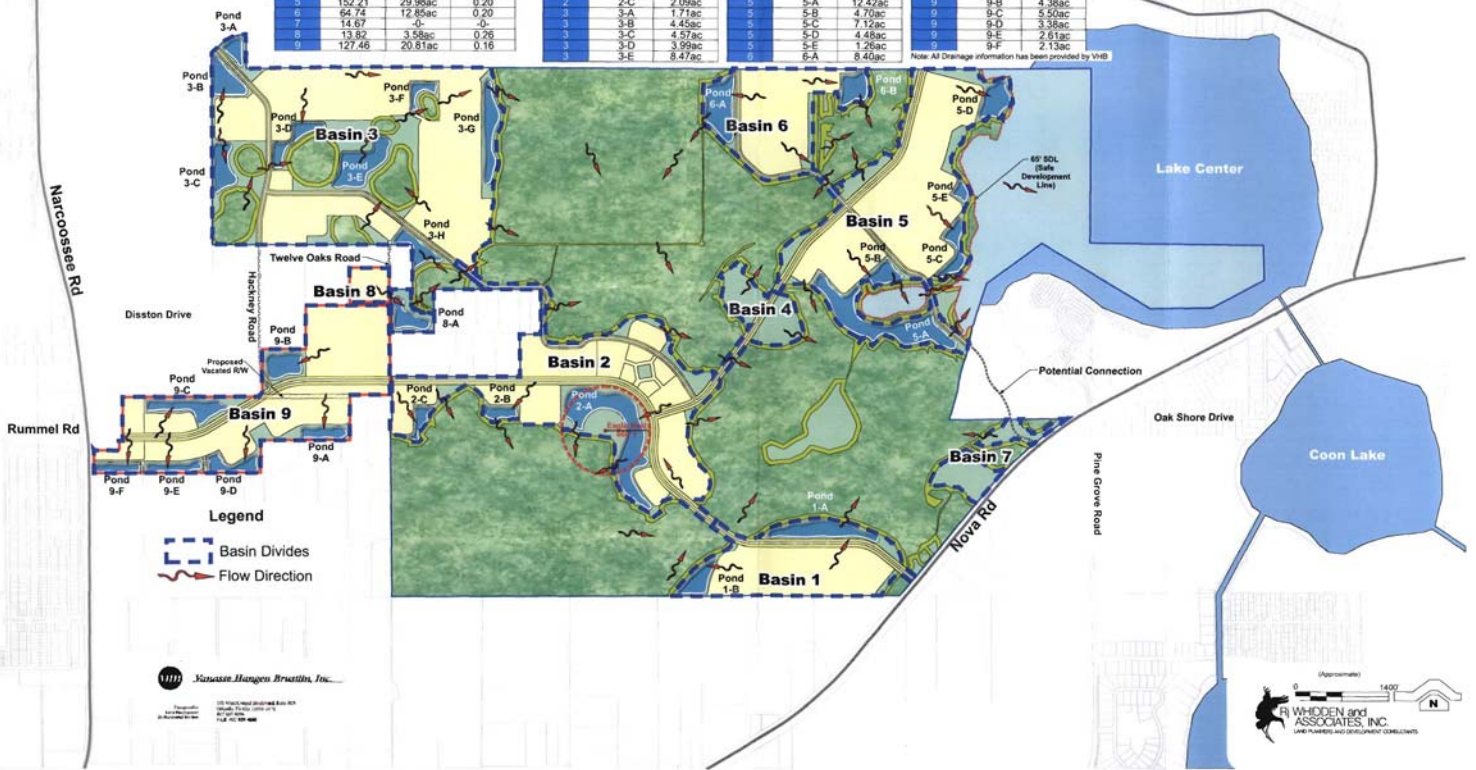 5 152.21 29.98ac 0.20
6 64.74 12.85ac 0.20
7 14.67 -0- -0-
8 13.82 3.58ac 0.26
9 127.46 20.81ac 0.16
2 2-C 2.09ac
3 3-A 1.71ac
3 3-B 4.45ac
3 3-C 4.57ac
3 3-D 3.99ac
3 3-E 8.47ac
5 5-A 12.42ac
5 5-B 4.70ac
5 5-C 7.12ac
5 5-D 4.48ac
5 5-E 1.26ac
6 6-A 8.40ac
9 9-B 4.38ac
9 9-C 5.50ac
9 9-D 3.38ac
9 9-E 2.61ac
9 9-F 2.13ac
Note: All Drainage information has been provided by VHB
Pond
3-A
Pond
3-B
Pond
3-F
Pond
3-D
Basin 3
Pond
3-G
Pond
3-E
Pond
3-C
Pond
3-H
Pond
6-A
Pond
6-B
Basin 6
Pond
5-D
65' SDL
(Safe
Development
Line)
Lake Center
Pond
5-E
Basin 5
Pond
5-B
Pond
5-C
Pond
5-A
Narcoossee Rd
Twelve Oaks Road
Hackney Road
Basin 8
Pond
8-A
Disston Drive
Pond
9-B
Proposed
Vacated R/W
Pond
9-C
Basin 9
Rummel Rd
Pond
9-A
Pond
9-F
Pond
9-E
Pond
9-D
Basin 4
Basin 2
Pond
2-C
Pond
2-B
Pond
2-A
Potential Connection
Oak Shore Drive
Coon Lake
Pine Grove Road
Basin 7
Nova Rd
Pond
1-A
Pond
1-B
Basin 1
Legend
Basin Divides
Flow Direction
VHB Vanasse Hangen Brustlin, Inc.
(Approximate)
0 1400'
N
Rj WHIDDEN and
ASSOCIATES, INC.
LAND PLANNERS AND DEVELOPMENT CONSULTANTS